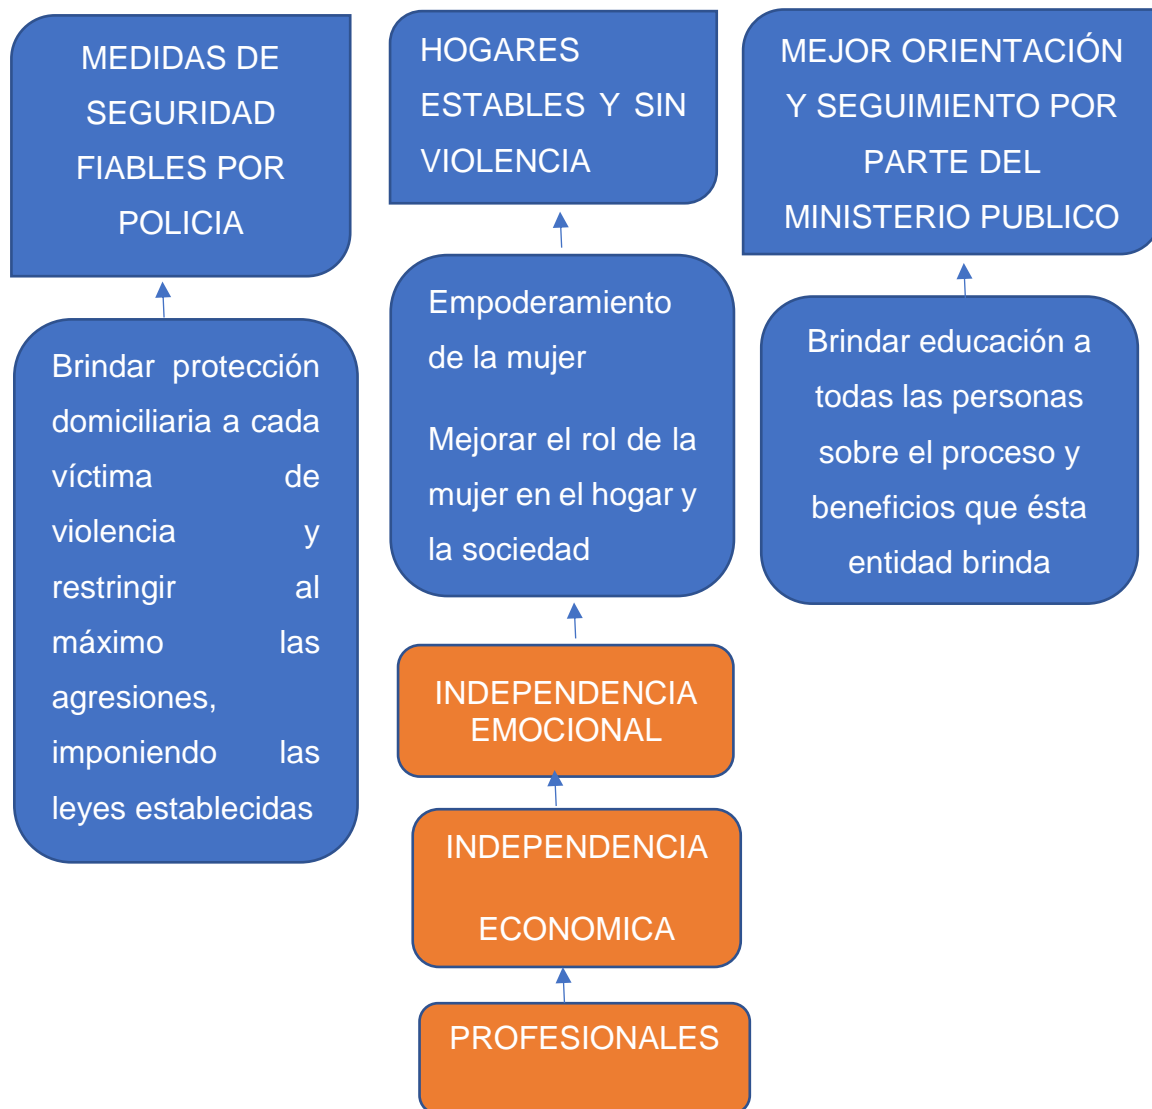 MEDIDAS DE
SEGURIDAD
FIABLES POR
POLICIA
Brindar protección
domiciliaria a cada
víctima de
violencia y
restringir al
máximo las
agresiones,
imponiendo las
leyes establecidas
HOGARES
ESTABLES Y SIN
VIOLENCIA
Empoderamiento
de la mujer
Mejorar el rol de la
mujer en el hogar y
la sociedad
INDEPENDENCIA
EMOCIONAL
INDEPENDENCIA
ECONOMICA
PROFESIONALES
MEJOR ORIENTACIÓN
Y SEGUIMIENTO POR
PARTE DEL
MINISTERIO PUBLICO
Brindar educación a
todas las personas
sobre el proceso y
beneficios que ésta
entidad brinda